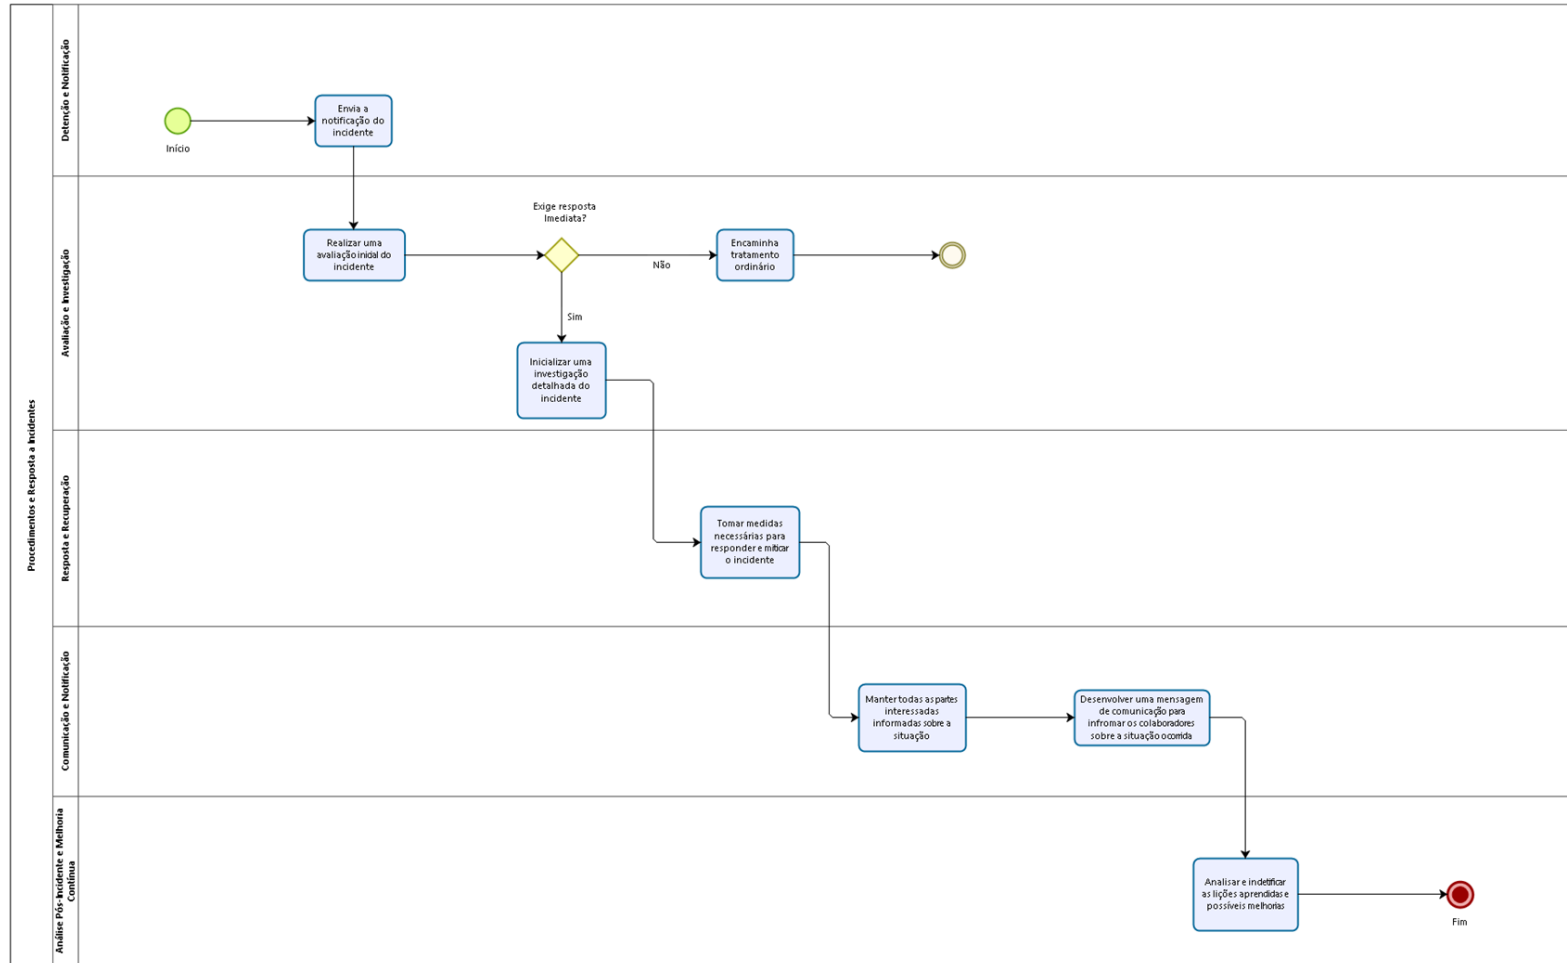 Procedimentos e Resposta a Incidentes
Detenção e Notificação
Início
Envia a
notificação do
incidente
Avaliação e Investigação
Realizar uma
avaliação inicial do
incidente
Exige resposta
Imediata?
Não
Encaminha
tratamento
ordinário
Sim
Inicializar uma
investigação
detalhada do
incidente
Resposta e Recuperação
Tomar medidas
necessárias para
responder e miticar
o incidente
Comunicação e Notificação
Manter todas as partes
interessadas
informadas sobre a
situação
Desenvolver uma mensagem
de comunicação para
infromar os colaboradores
sobre a situação ocorrida
Análise Pós-Incidente e Melhoria
Contínua
Analisar e indetificar
as lições aprendidas e
possíveis melhorias
Fim